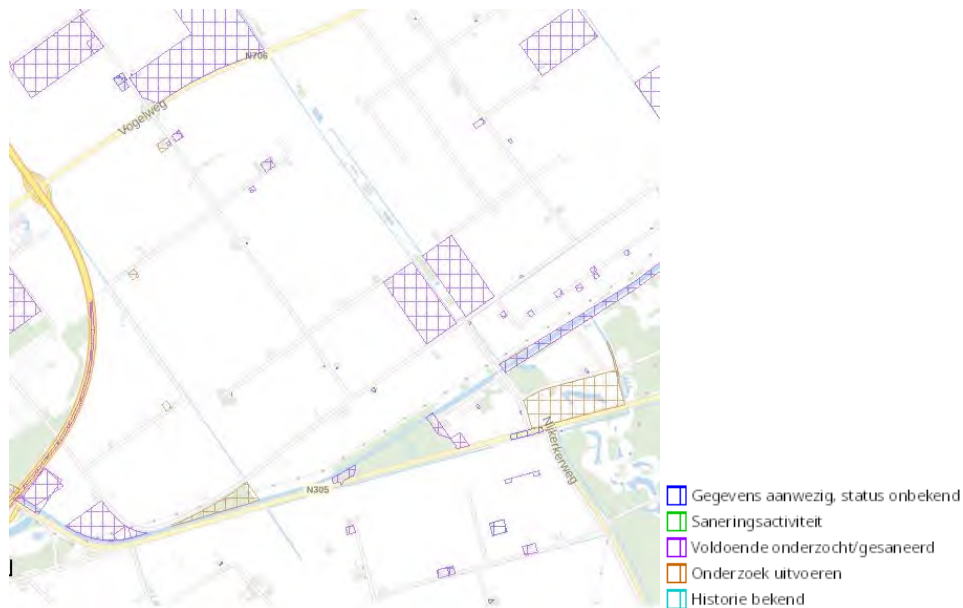 N706
Vogelweg
Nijkerkerweg
N305
Gegevens aanwezig, status onbekend
Saneringsactiviteit
Voldoende onderzocht/gesaneerd
Onderzoek uitvoeren
Historie bekend